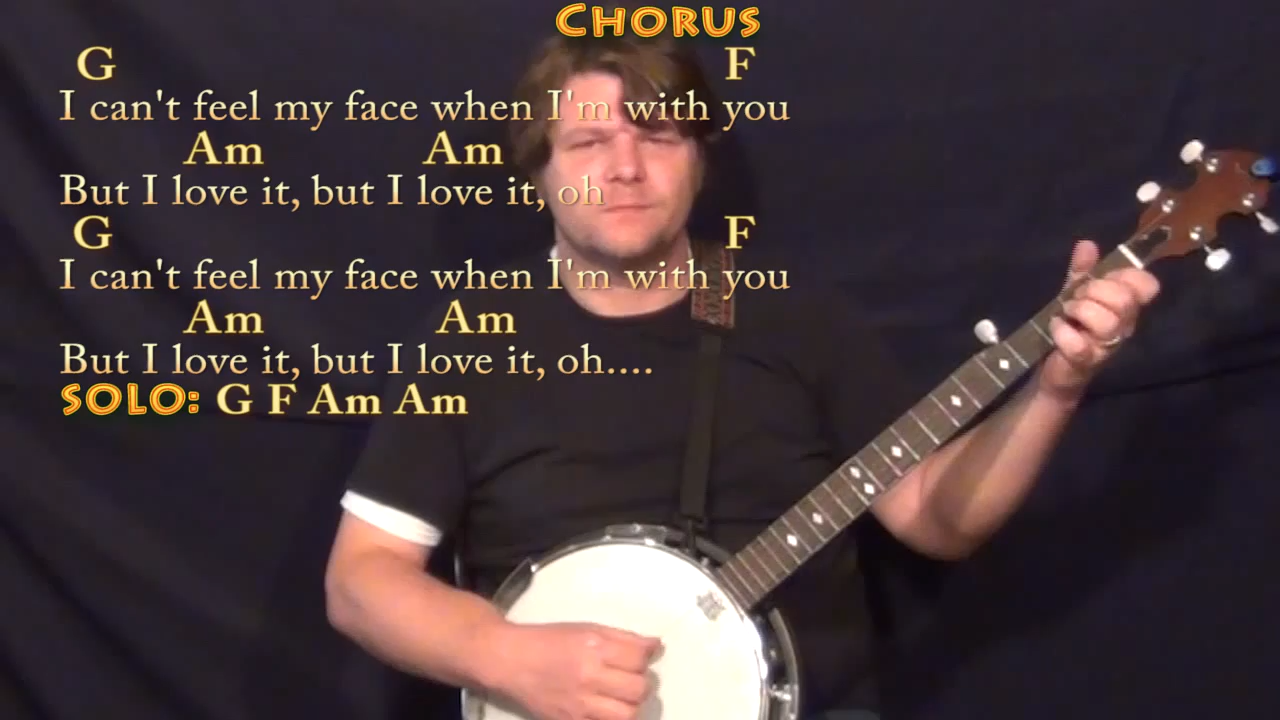 CHORUS
G F
I can't feel my face when I'm with you
Am Am
But I love it, but I love it, oh
G F
I can't feel my face when I'm with you
Am Am
But I love it, but I love it, oh....
SOLO: G F Am Am